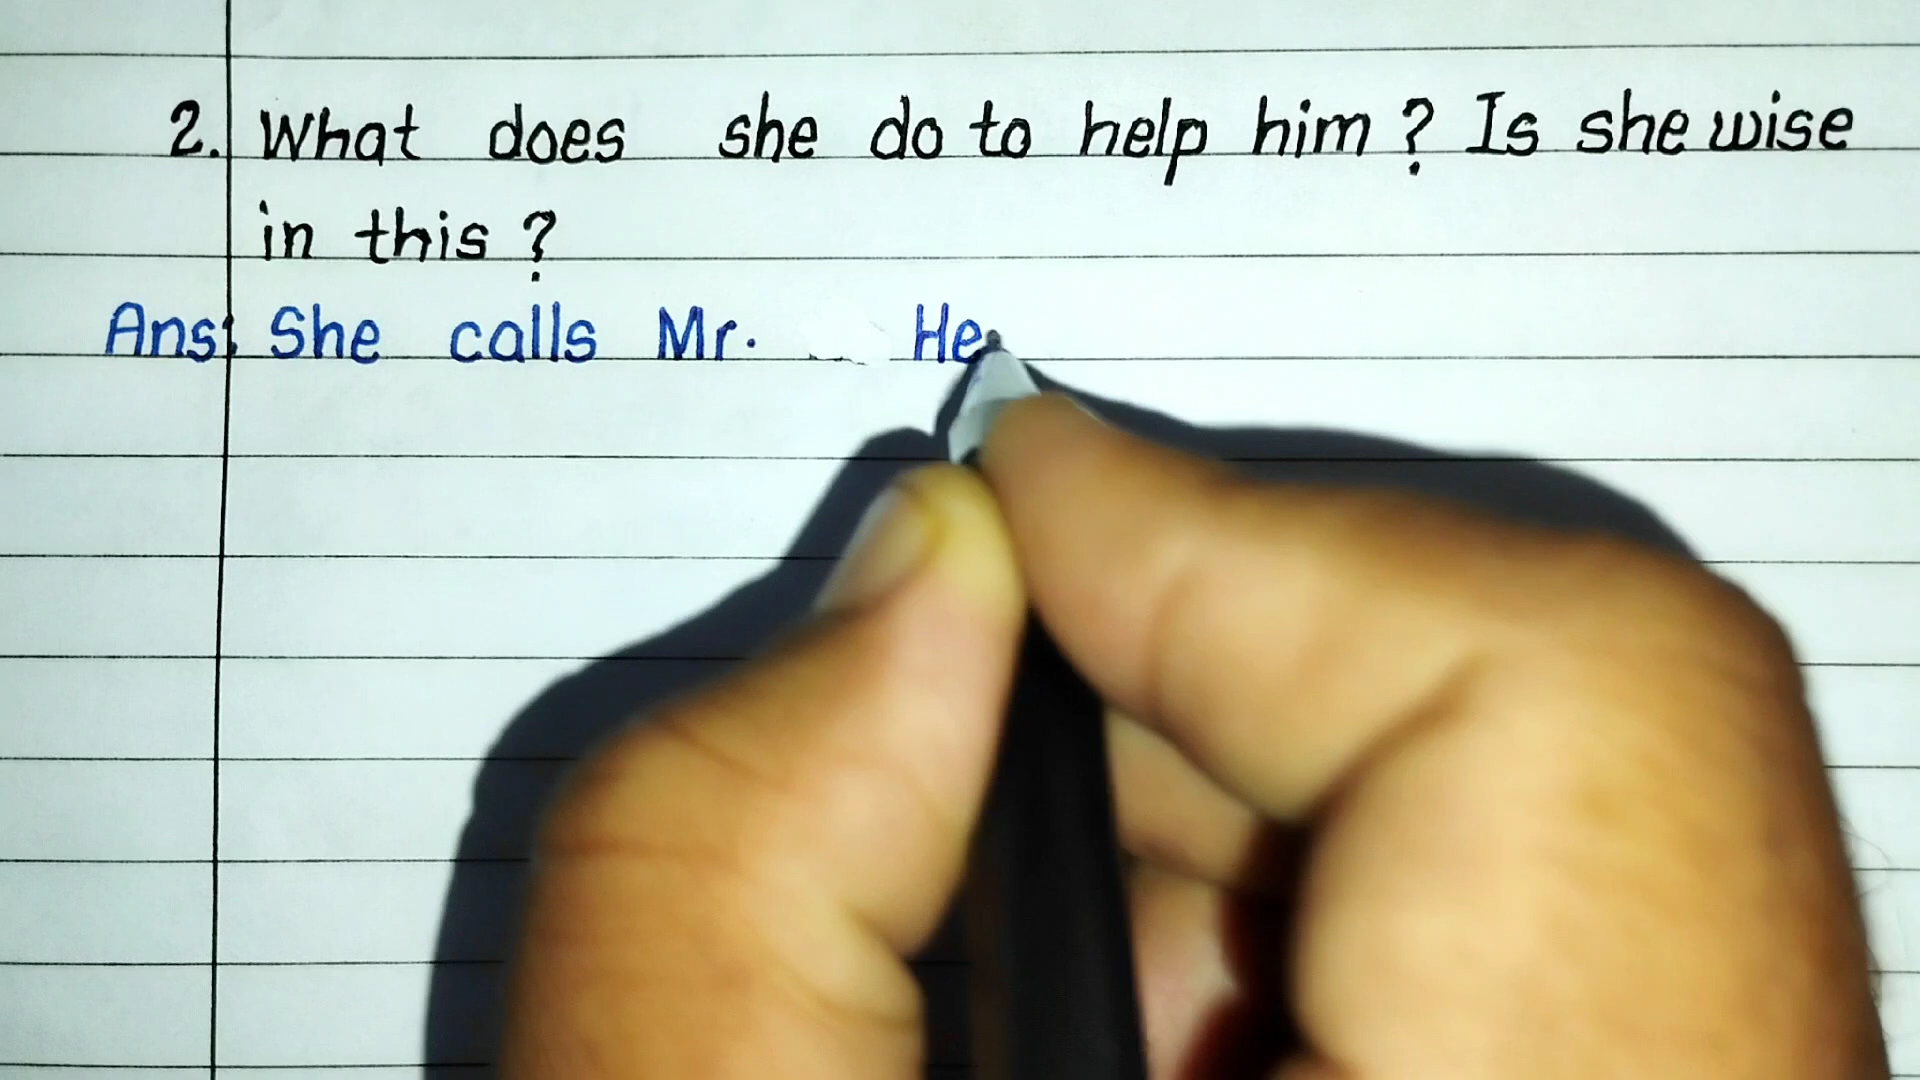 2. What does she do to help him? Is she wise
in this?
Ans: She calls Mr. He